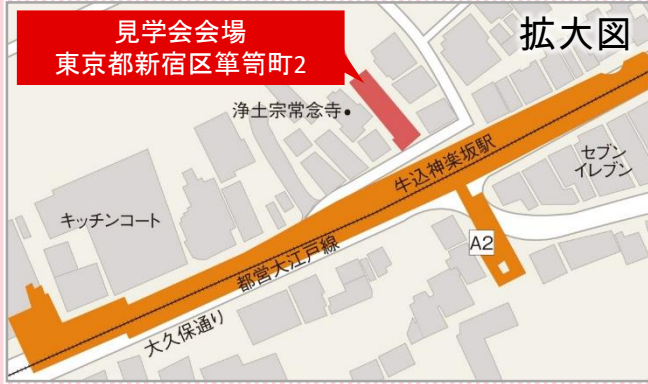 見学会会場
東京都新宿区箪笥町2
拡大図
浄土宗常念寺
牛込神楽坂駅
セブン
イレブン
キッチンコート
都営大江戸線
A2
大久保通り